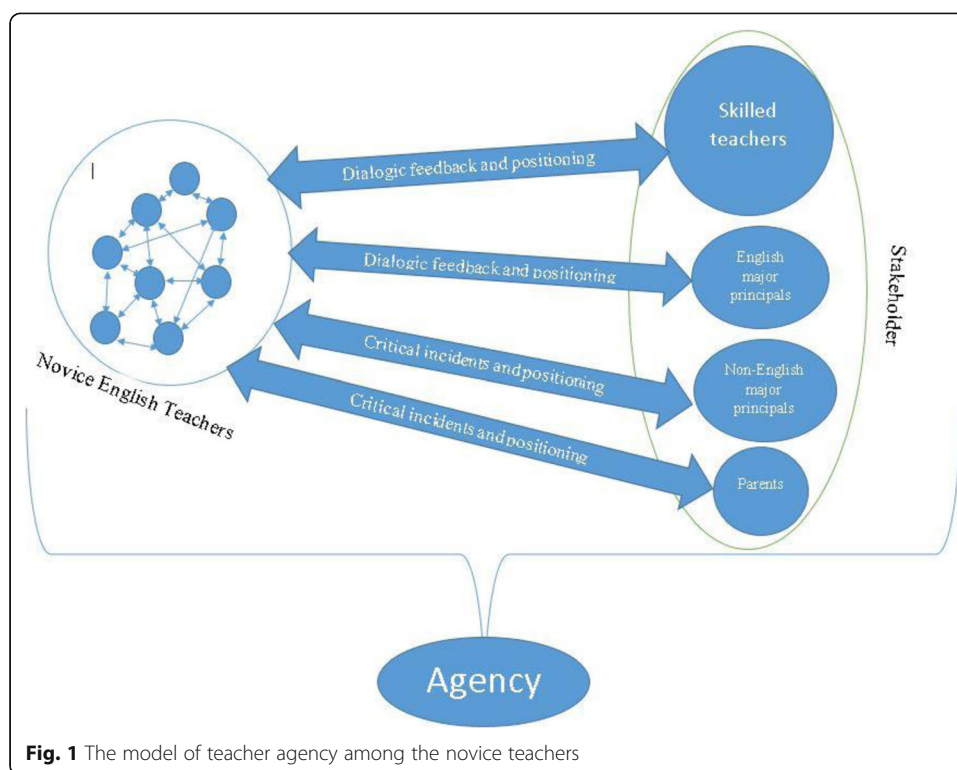 Skilled
teachers
Dialogic feedback and positioning
English
major
principals
Dialogic feedback and positioning
Stakeholder
Non-English
major
principals
Critical incidents and positioning
Novice English Teachers
Critical incidents and positioning
Parents
Agency
Fig. 1 The model of teacher agency among the novice teachers